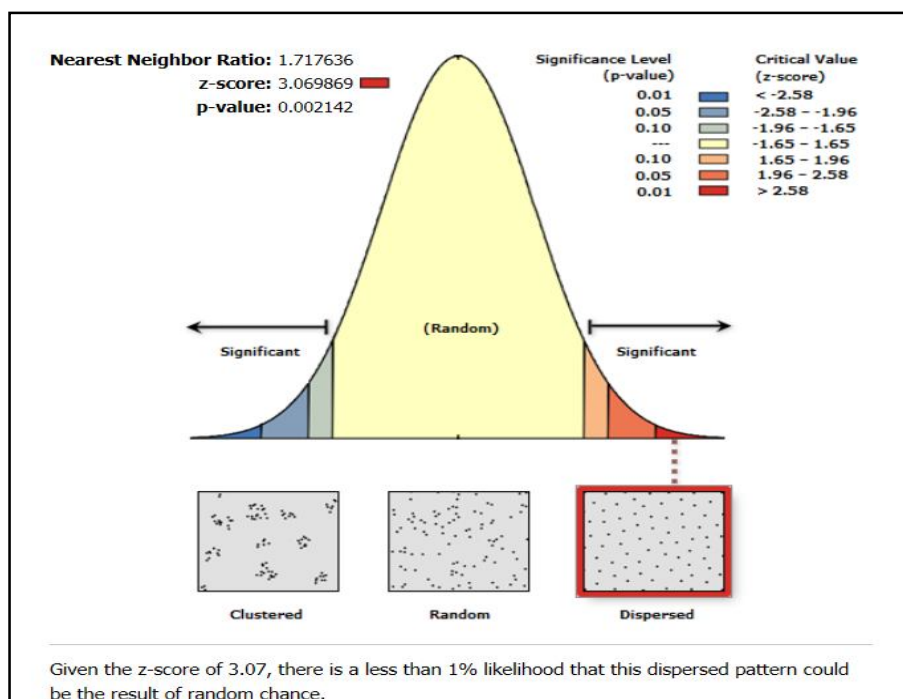 Nearest Neighbor Ratio: 1.717636
z-score: 3.069869
p-value: 0.002142
Significance Level (p-value)
Critical Value (z-score)
0.01 < -2.58
0.05 -2.58 – -1.96
0.10 -1.96 – -1.65
--- -1.65 – 1.65
0.10 1.65 – 1.96
0.05 1.96 – 2.58
0.01 > 2.58
(Random)
Significant
Significant
Clustered
Random
Dispersed
Given the z-score of 3.07, there is a less than 1% likelihood that this dispersed pattern could
be the result of random chance.